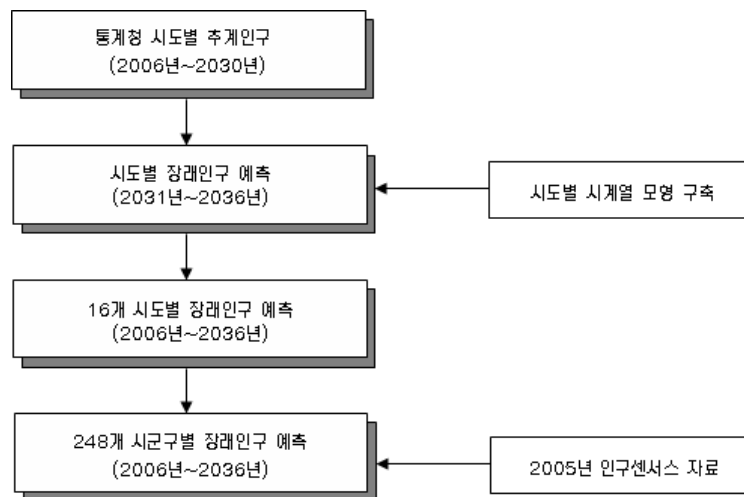 통계청 시도별 추계인구
(2006년~2030년)
시도별 장래인구 예측
(2031년~2036년)
시도별 시계열 모형 구축
16개 시도별 장래인구 예측
(2006년~2036년)
248개 시군구별 장래인구 예측
(2006년~2036년)
2005년 인구센서스 자료